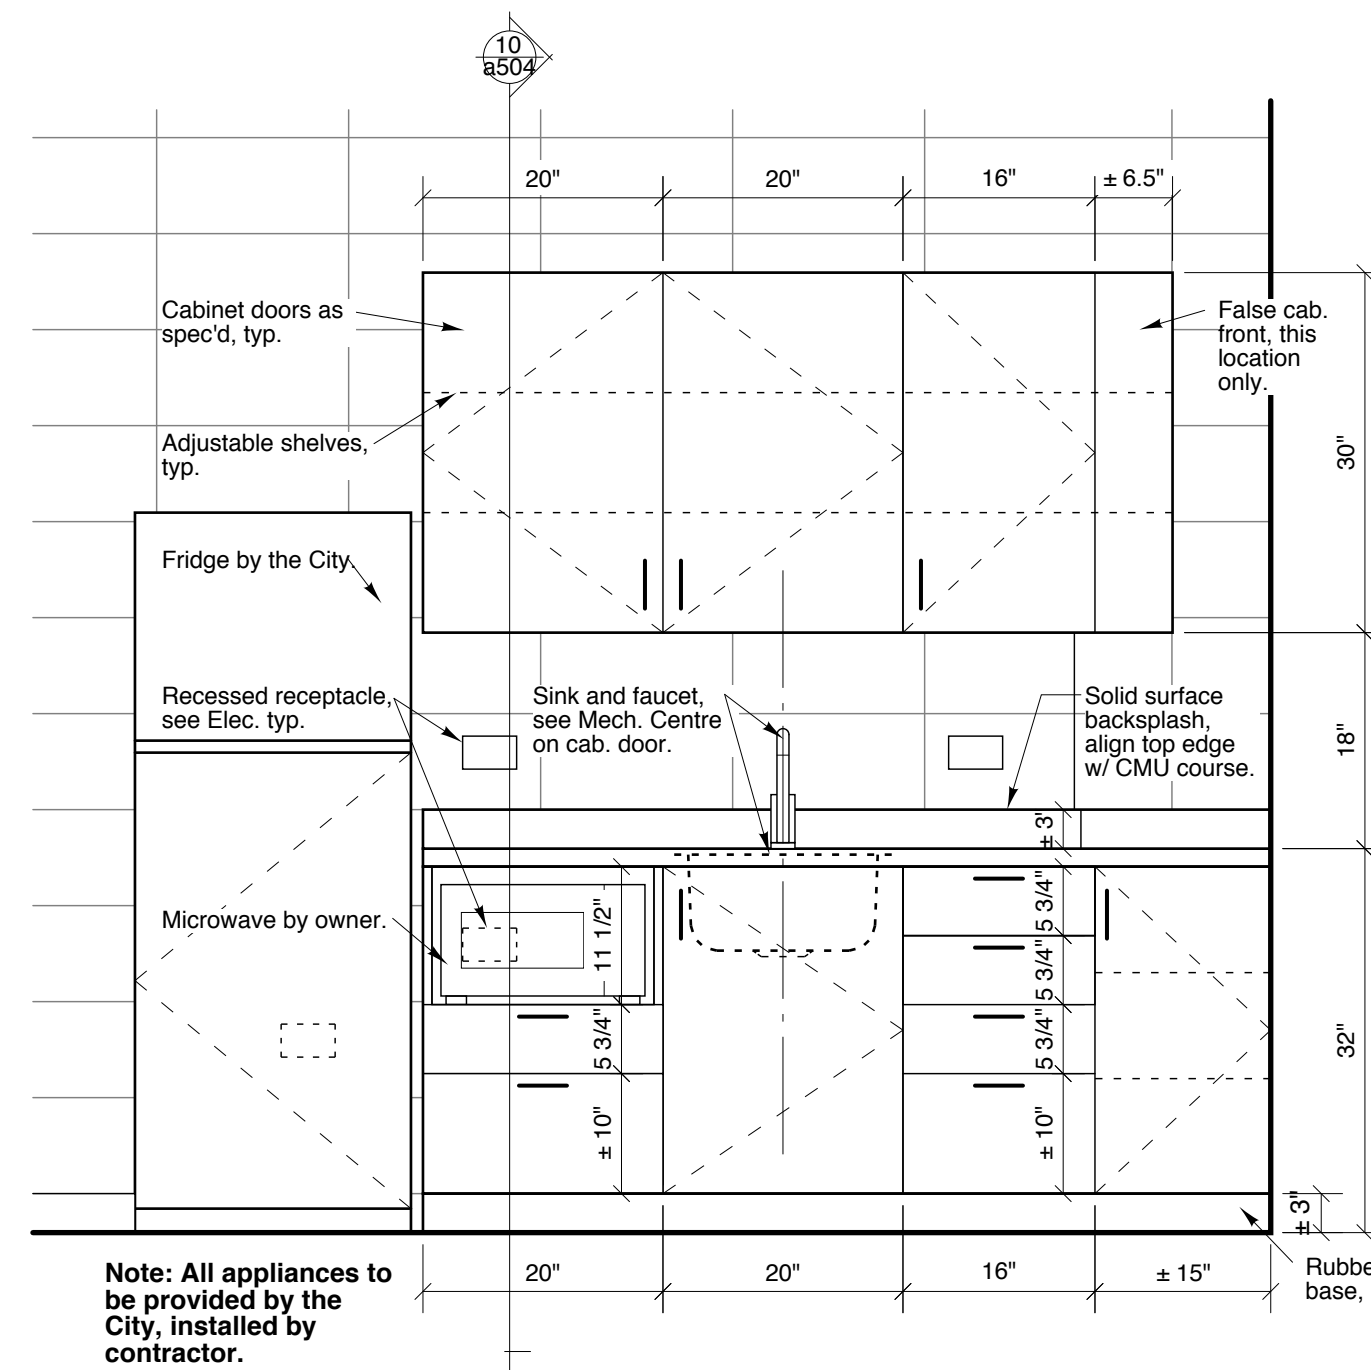 10
a504
20"
20"
16"
± 6.5"
Cabinet doors as
spec'd, typ.
False cab.
front, this
location
only.
Adjustable shelves,
typ.
30"
Fridge by the City.
Recessed receptacle,
see Elec. typ.
Sink and faucet,
see Mech. Centre
on cab. door.
Solid surface
backsplash,
align top edge
w/ CMU course.
18"
± 3"
Microwave by owner.
11 1/2"
5 3/4"
± 10"
5 3/4"
5 3/4"
5 3/4"
± 10"
32"
± 3"
Note: All appliances to
be provided by the
City, installed by
contractor.
20"
20"
16"
± 15"
base,